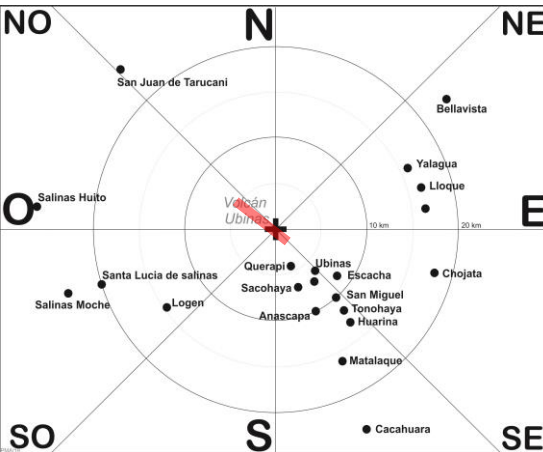 NO
N
NE
San Juan de Tarucani
Bellavista
Yalagua
Salinas Huito
Lloque
Volcán
Ubinas
O
E
10 km
20 km
Querapi
Ubinas
Santa Lucia de salinas
Escacha
Chojata
Sacohaya
Salinas Moche
Logen
San Miguel
Anascapa
Tonohaya
Huarina
Matalaque
Cacahuara
SO
S
SE